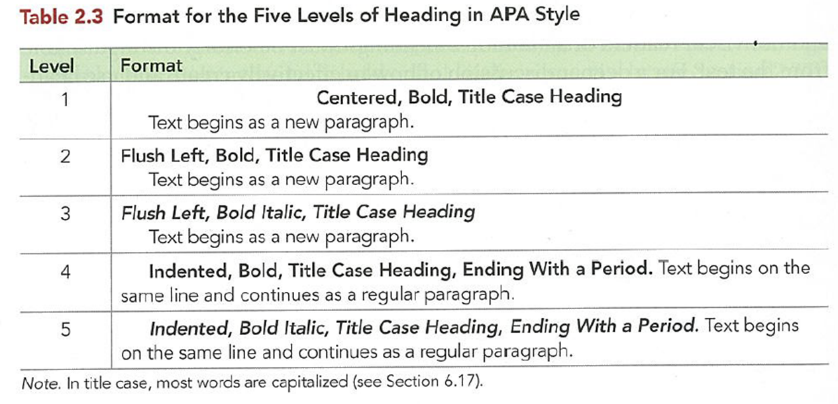 Table 2.3 Format for the Five Levels of Heading in APA Style
Level Format
1 Centered, Bold, Title Case Heading
Text begins as a new paragraph.
2 Flush Left, Bold, Title Case Heading
Text begins as a new paragraph.
3 Flush Left, Bold Italic, Title Case Heading
Text begins as a new paragraph.
4 Indented, Bold, Title Case Heading, Ending With a Period. Text begins on the
same line and continues as a regular paragraph.
5 Indented, Bold Italic, Title Case Heading, Ending With a Period. Text begins
on the same line and continues as a regular paragraph.
Note. In title case, most words are capitalized (see Section 6.17).